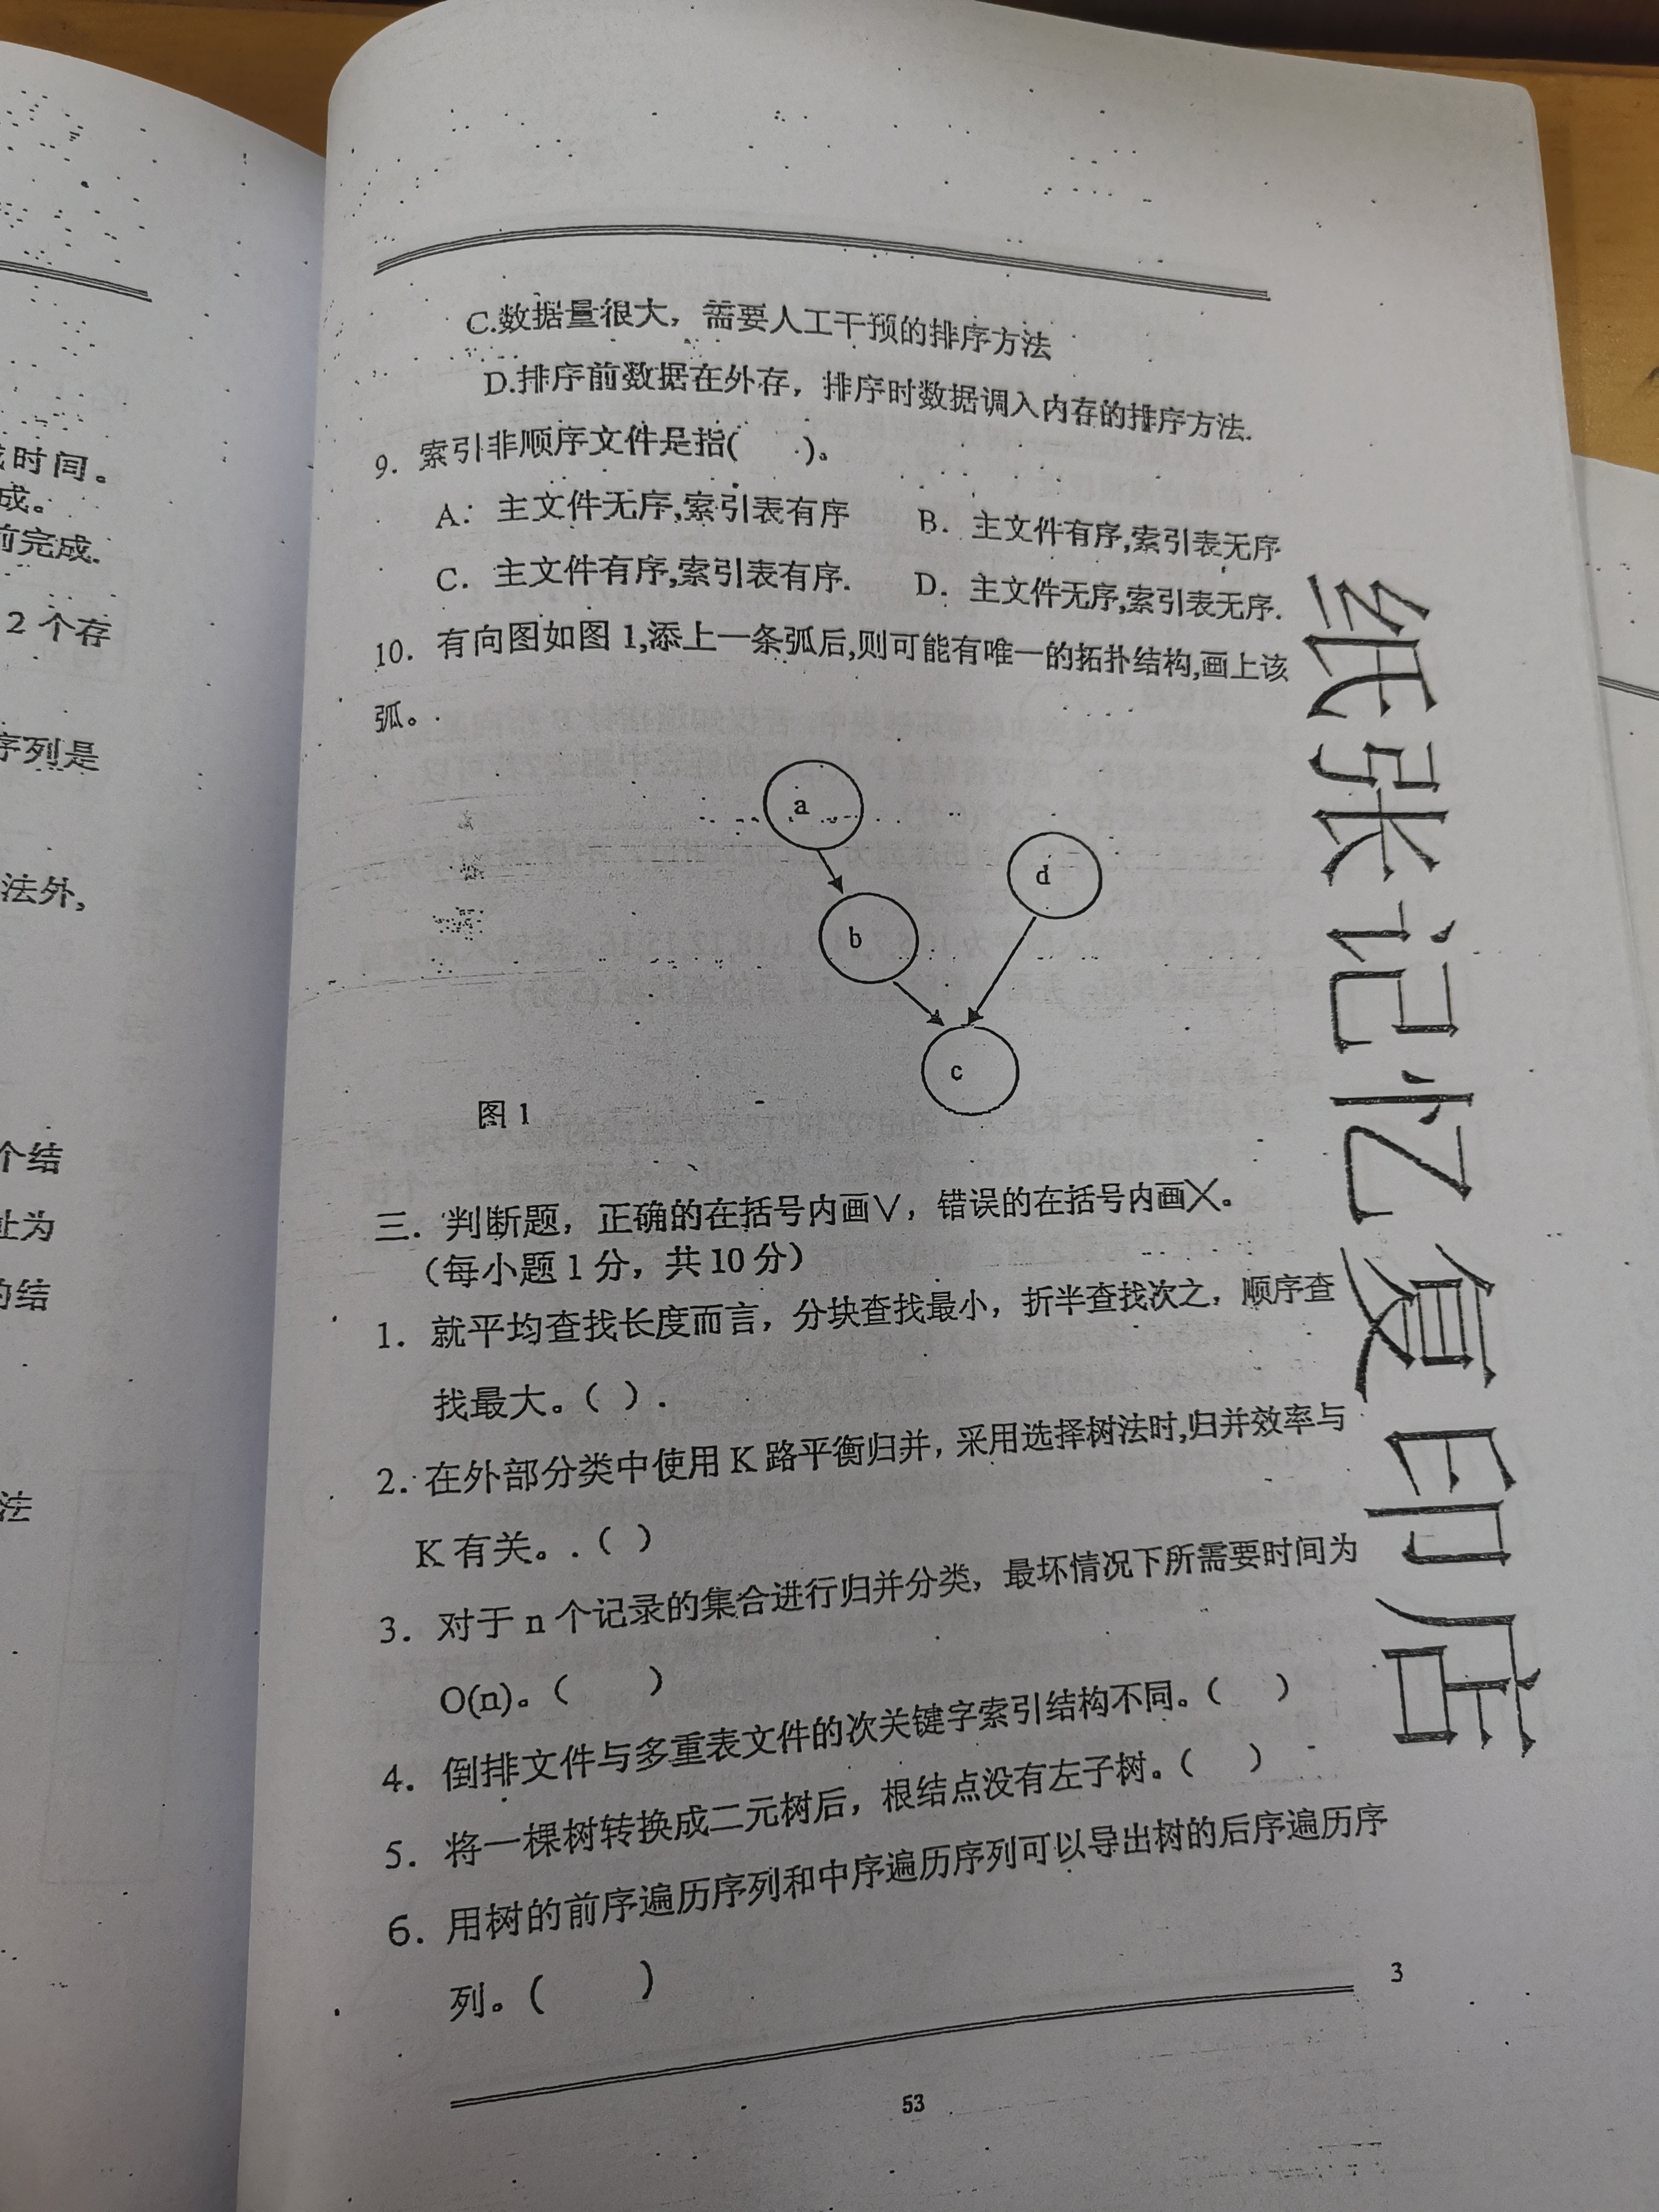 戈时间。
成。
前完成.
2 个存
序列是
法外,
个结
址为
的结
法
C.数据量很大，需要人工干预的排序方法
D.排序前数据在外存，排序时数据调入内存的排序方法.
9. 索引非顺序文件是指( )。
A: 主文件无序,索引表有序 B. 主文件有序,索引表无序
C. 主文件有序,索引表有序. D. 主文件无序,索引表无序.
10. 有向图如图 1,添上一条弧后,则可能有唯一的拓扑结构,画上该
弧。
a
d
b
c
图 1
三. 判断题，正确的在括号内画∨，错误的在括号内画╳。
（每小题 1 分，共 10 分）
1. 就平均查找长度而言，分块查找最小，折半查找次之，顺序查
找最大。( ).
2. 在外部分类中使用 K 路平衡归并，采用选择树法时,归并效率与
K 有关。.( )
3. 对于 n 个记录的集合进行归并分类，最坏情况下所需要时间为
O(n)。( )
4. 倒排文件与多重表文件的次关键字索引结构不同。( )
5. 将一棵树转换成二元树后，根结点没有左子树。( )
6. 用树的前序遍历序列和中序遍历序列可以导出树的后序遍历序
列。( )
3
53
纸张记忆复印店